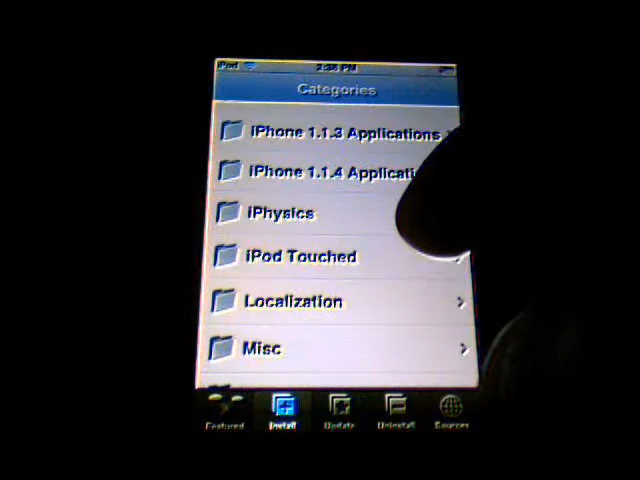 iPod 2:38 PM
Categories
iPhone 1.1.3 Applications
iPhone 1.1.4 Applicati
iPhysics
iPod Touched
Localization
Misc
Featured Install Update Uninstall Sources